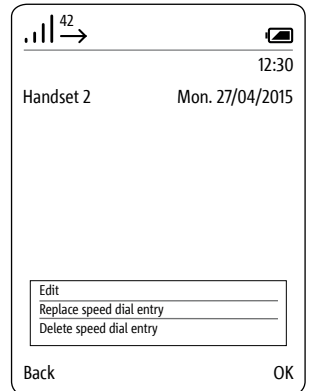 42
12:30
Handset 2 Mon. 27/04/2015
Edit
Replace speed dial entry
Delete speed dial entry
Back OK